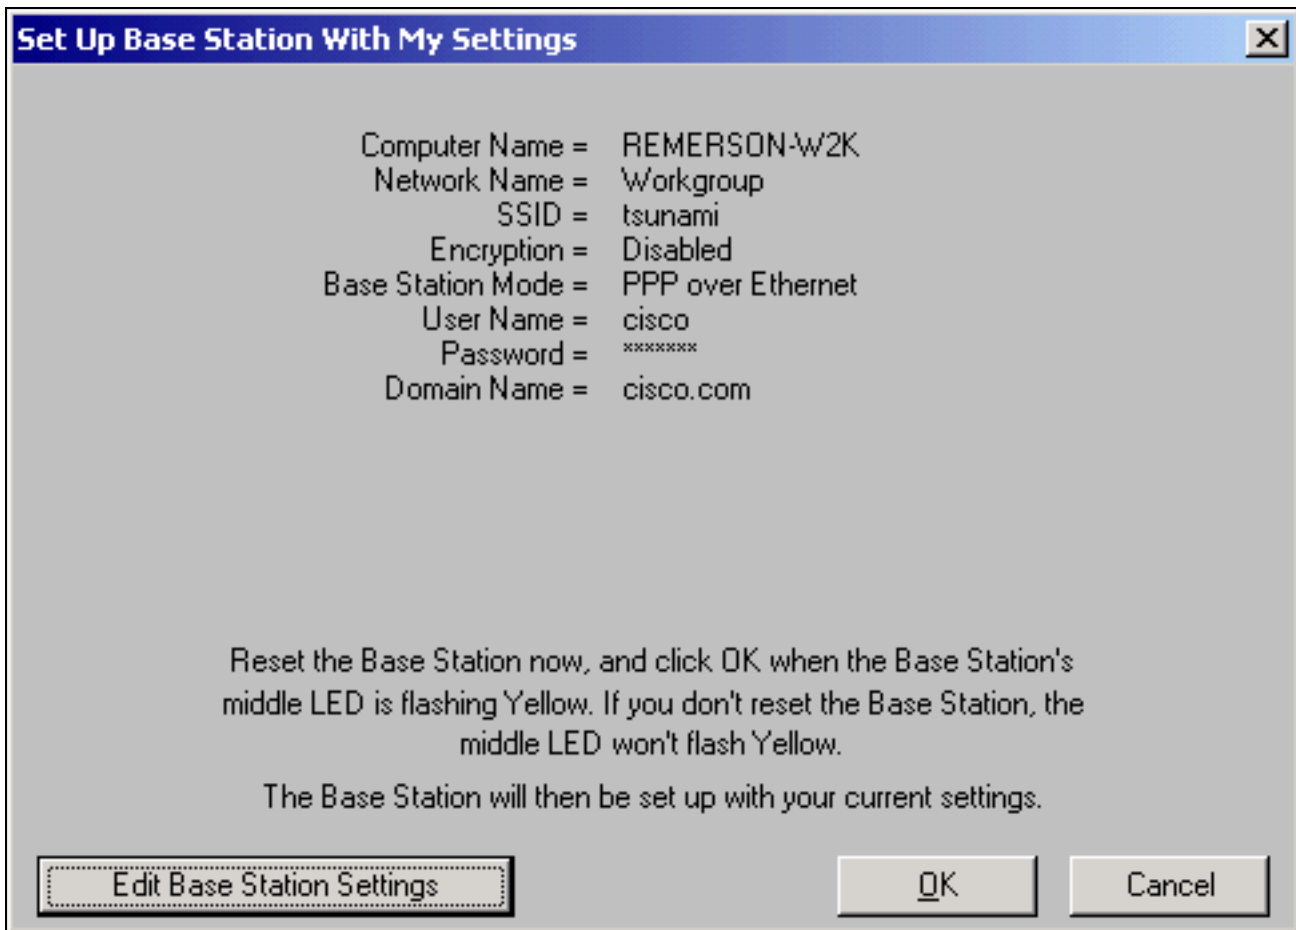 Set Up Base Station With My Settings
Computer Name = REMERSON-W2K
Network Name = Workgroup
SSID = tsunami
Encryption = Disabled
Base Station Mode = PPP over Ethernet
User Name = cisco
Password = *******
Domain Name = cisco.com
Reset the Base Station now, and click OK when the Base Station's
middle LED is flashing Yellow. If you don't reset the Base Station, the
middle LED won't flash Yellow.
The Base Station will then be set up with your current settings.
Edit Base Station Settings OK Cancel